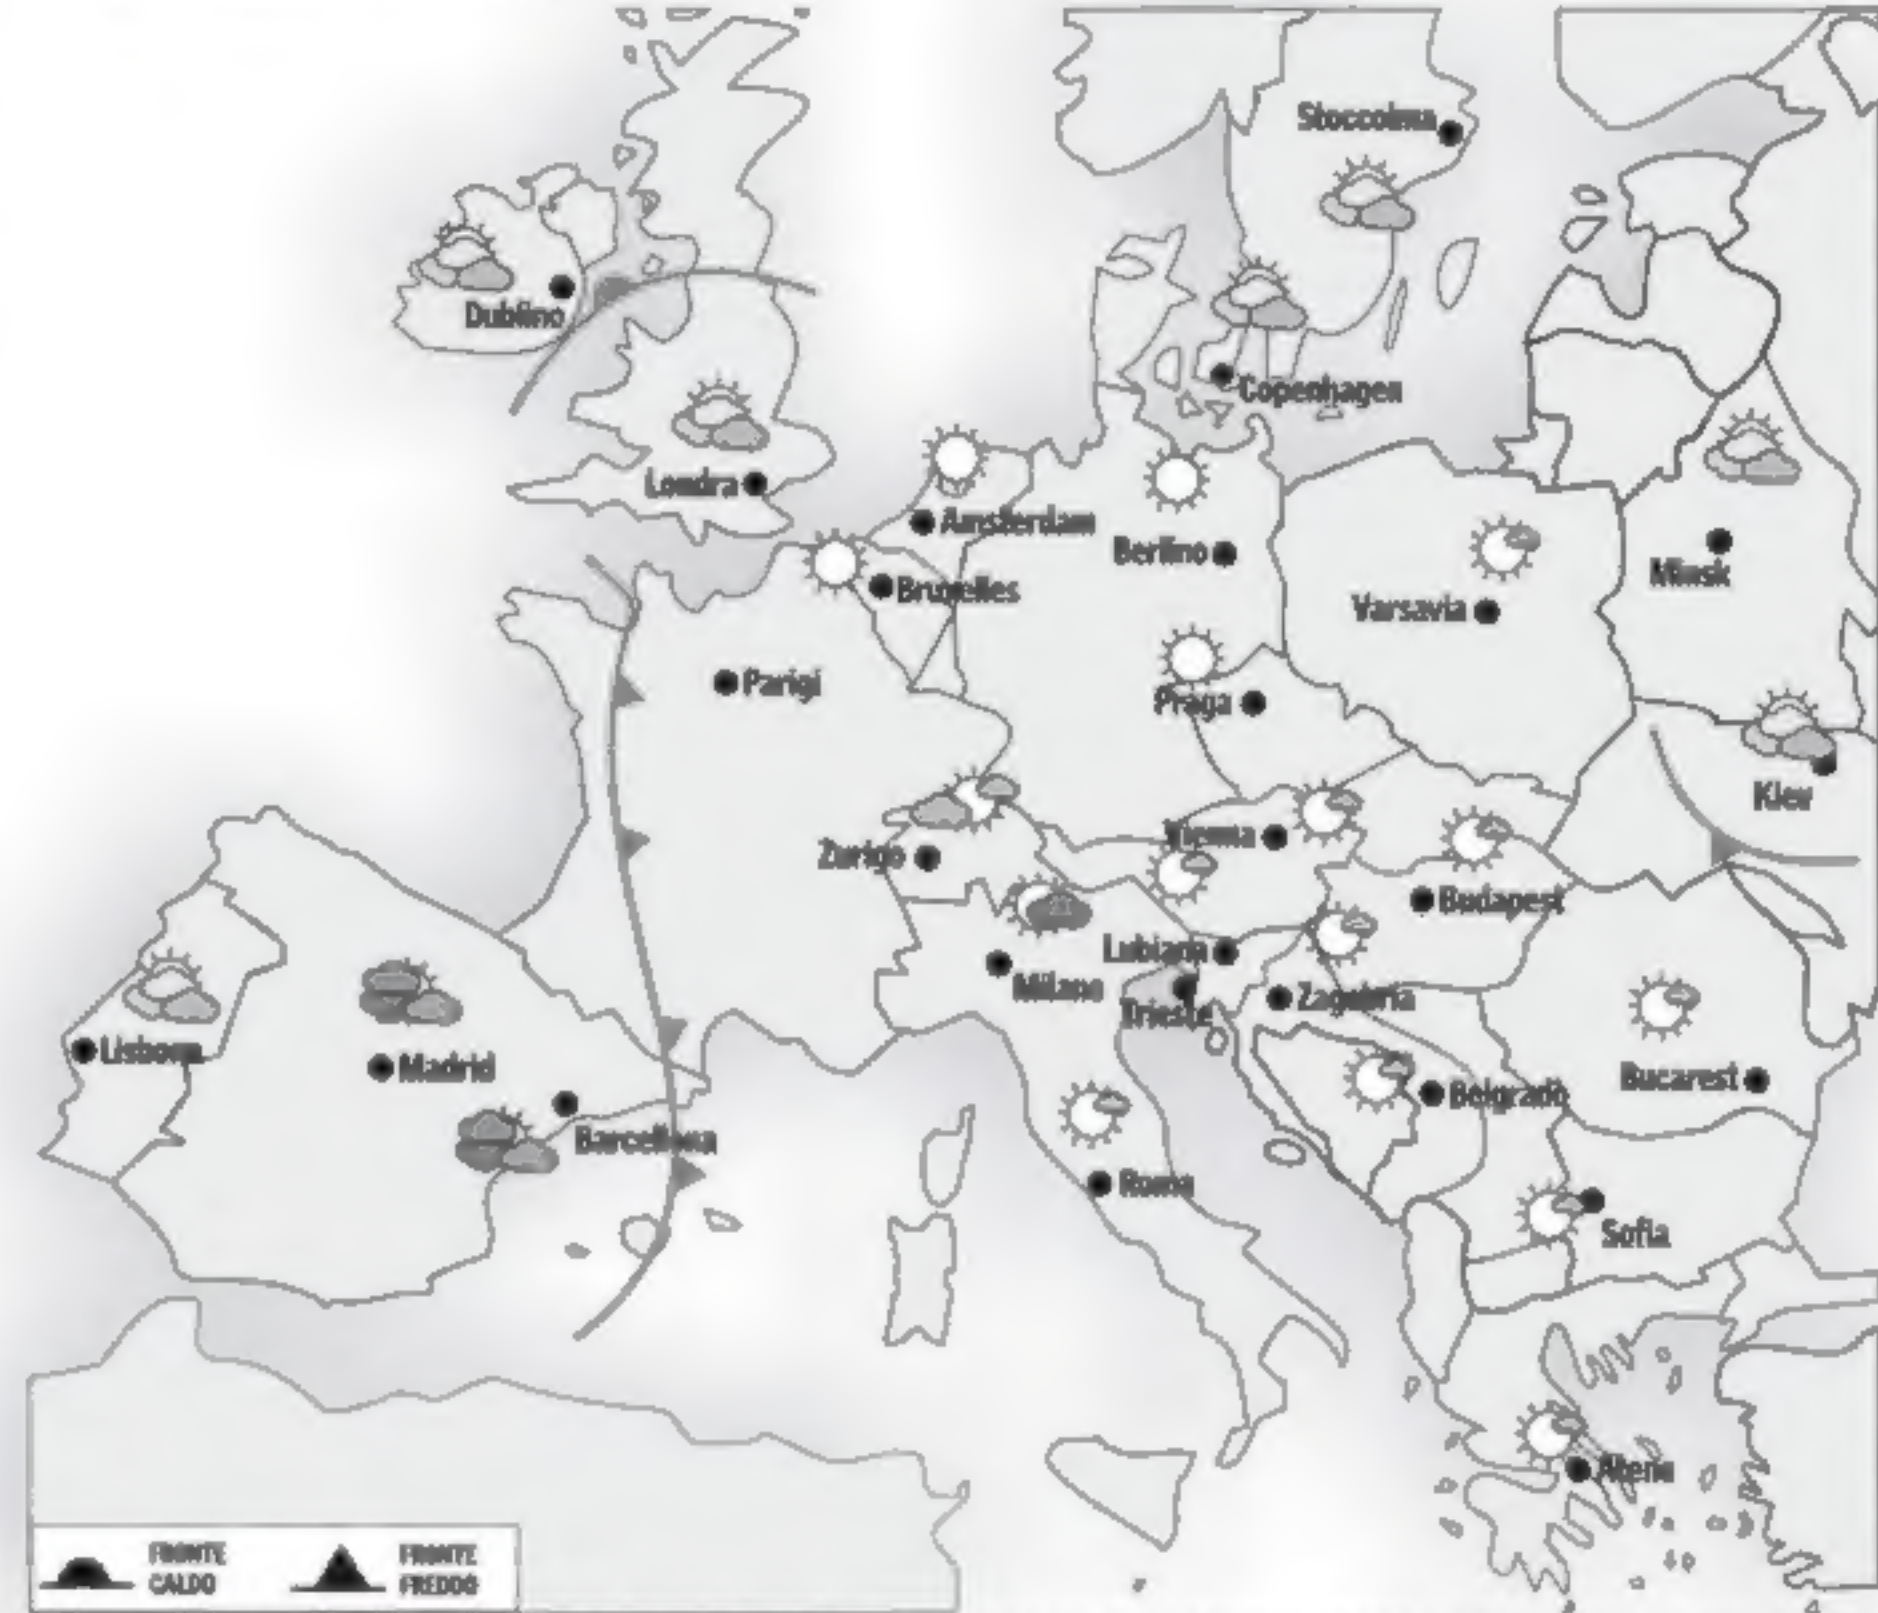 Stoccolma
Dublino
Copenhagen
Londra
Amsterdam
Berlino
Minsk
Bruxelles
Varsavia
Parigi
Praga
Kiev
Vienna
Zurigo
Budapest
Lubiana
Milano
Zagabria
Trieste
Lisbona
Madrid
Bucarest
Belgrado
Barcellona
Roma
Sofia
Atene
FRONTE
CALDO
FRONTE
FREDDO